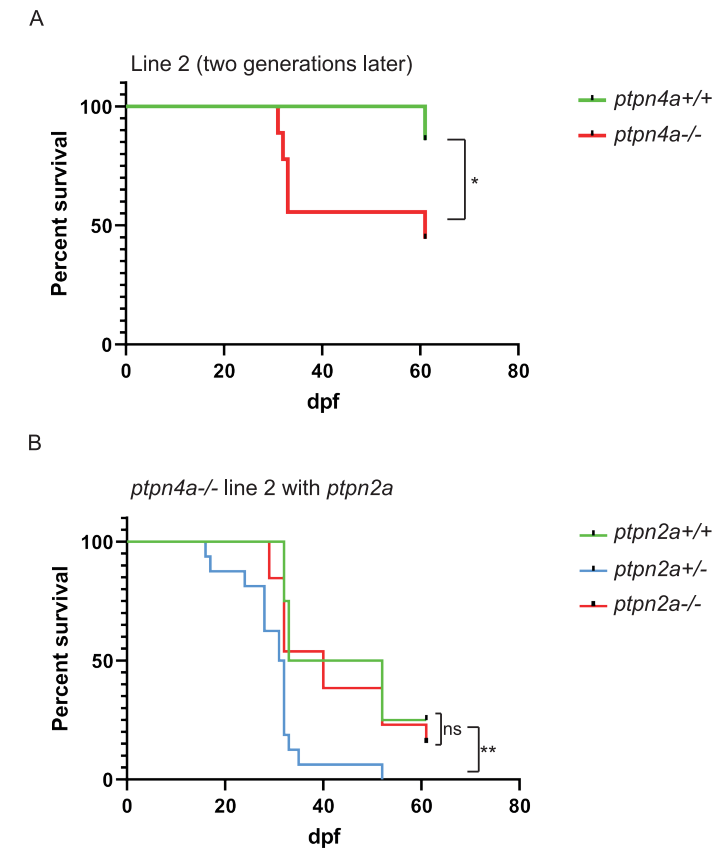 A
Line 2 (two generations later)
Percent survival
100
50
0
0 20 40 60 80
dpf
*
ptpn4a+/+
ptpn4a-/-
B
ptpn4a-/- line 2 with ptpn2a
Percent survival
100
50
0
0 20 40 60 80
dpf
ns
**
ptpn2a+/+
ptpn2a+/-
ptpn2a-/-